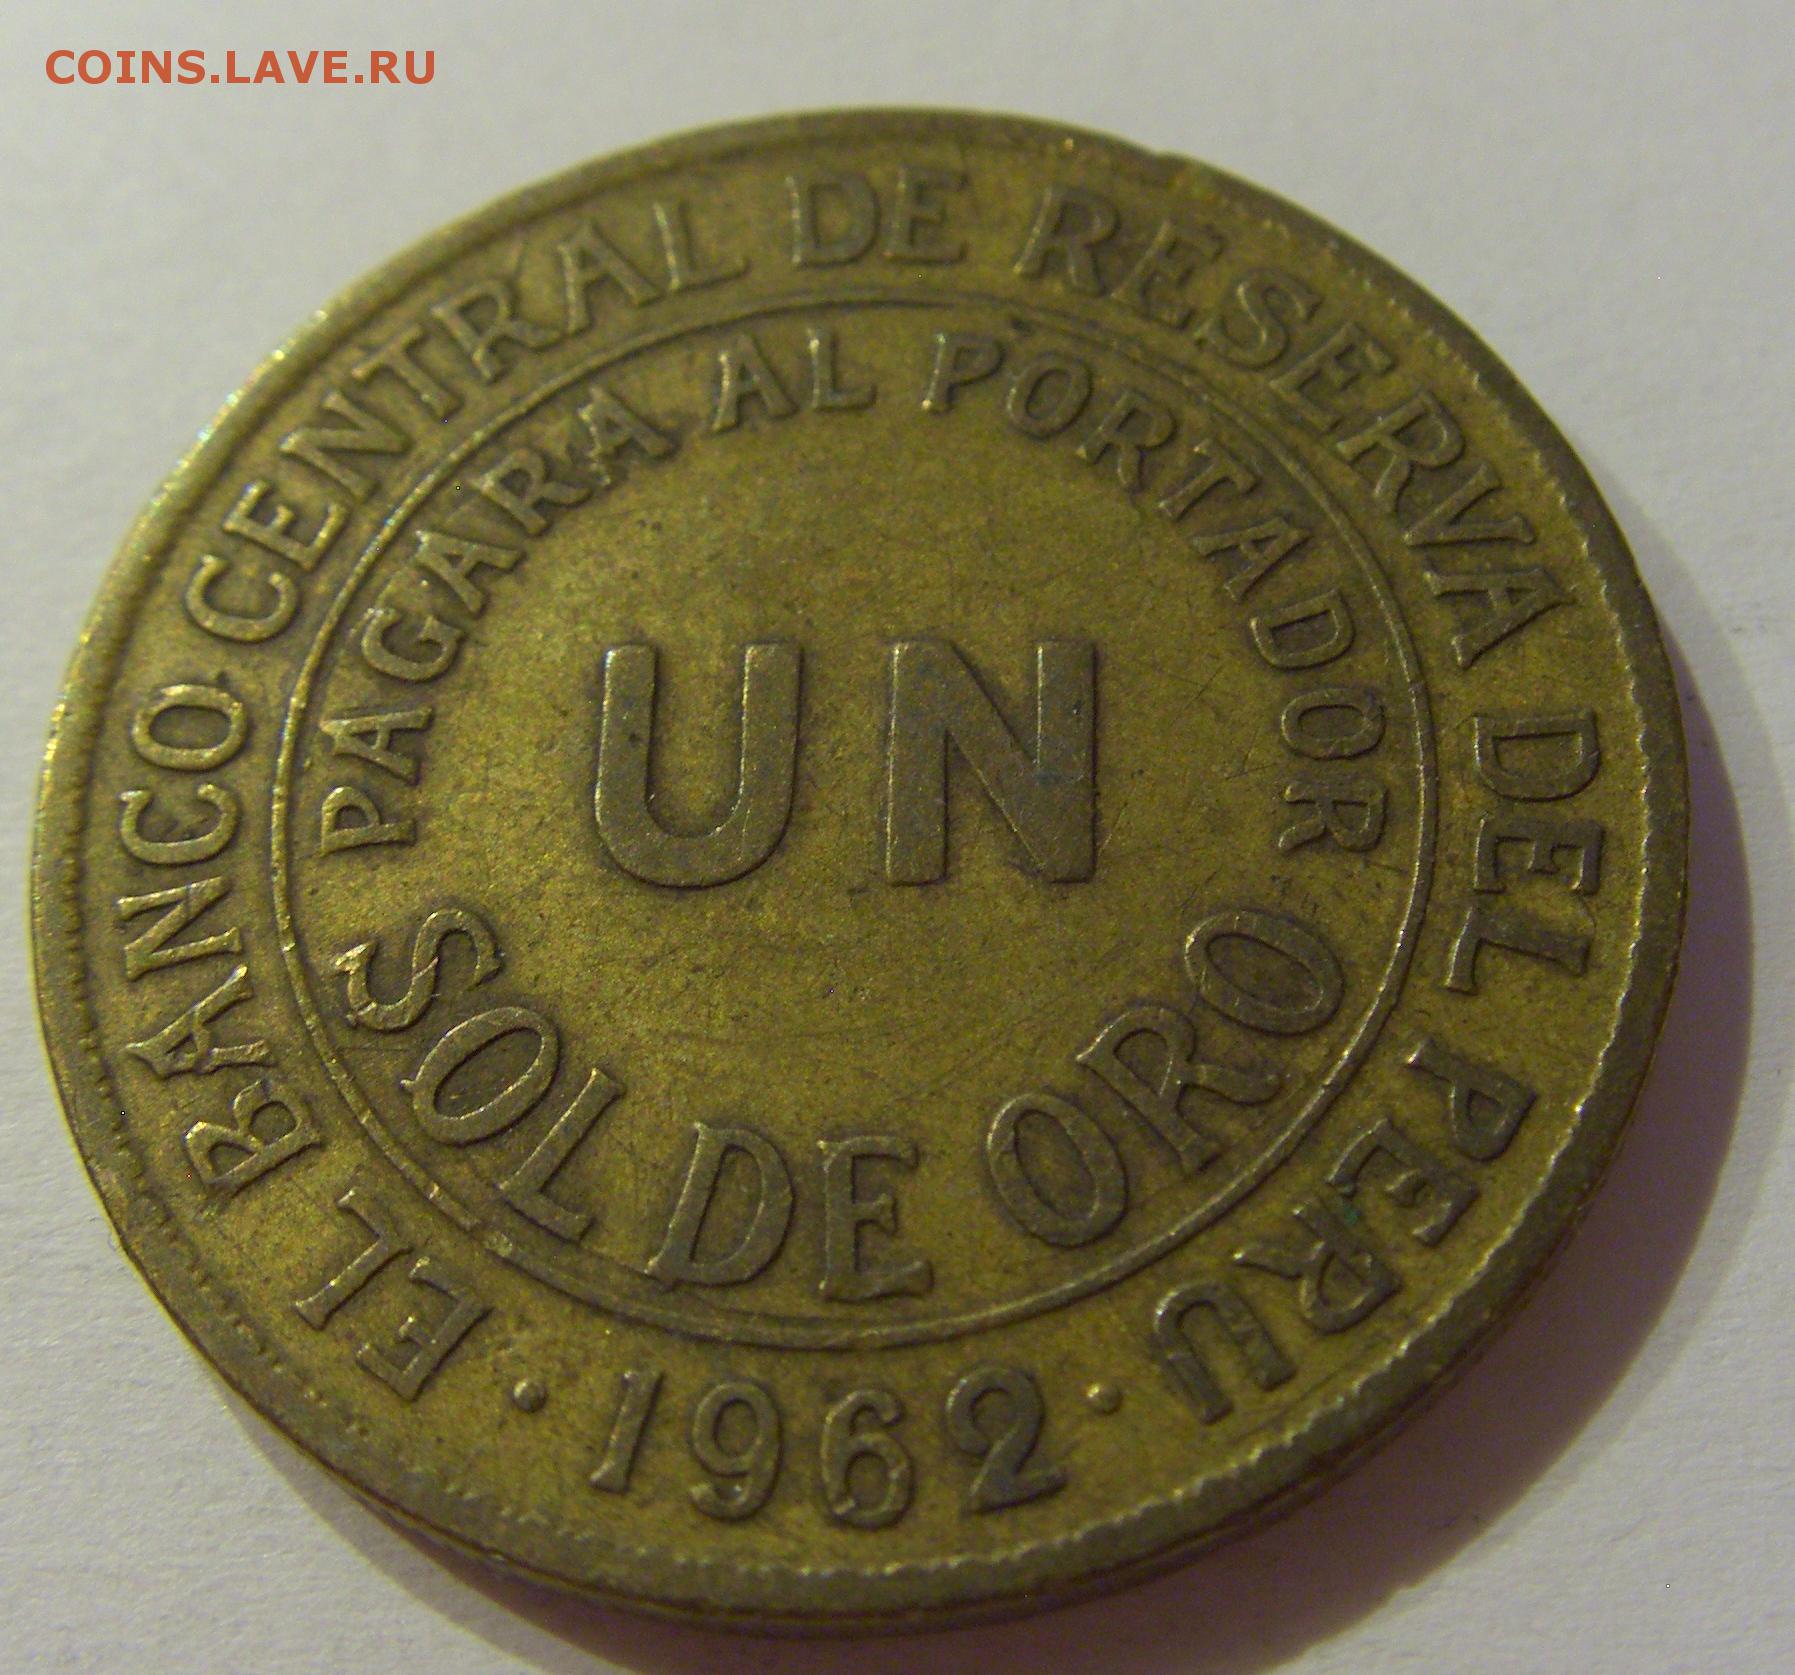 COINS.LAVE.RU
EL BANCO CENTRAL DE RESERVA DEL PERU
PAGARA AL PORTADOR
UN
SOL DE ORO
· 1962 ·